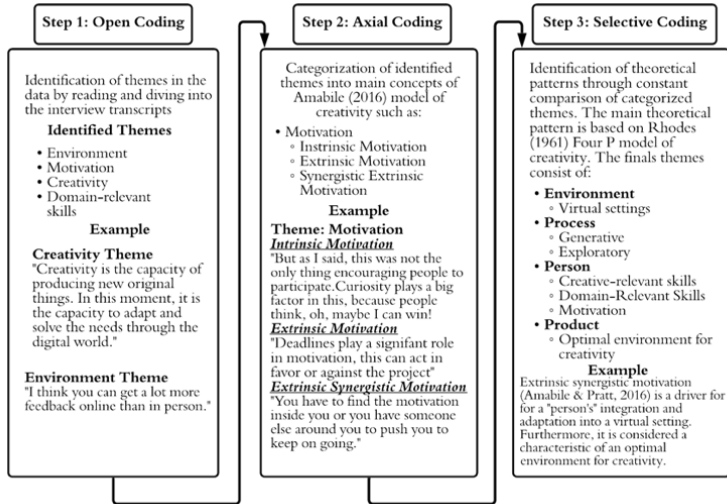 Step 1: Open Coding
Identification of themes in the
data by reading and diving into
the interview transcripts
Identified Themes
• Environment
• Motivation
• Creativity
• Domain-relevant
skills
Example
Creativity Theme
"Creativity is the capacity of
producing new original
things. In this moment, it is
the capacity to adapt and
solve the needs through the
digital world."
Environment Theme
"I think you can get a lot more
feedback online than in person."
Step 2: Axial Coding
Categorization of identified
themes into main concepts of
Amabile (2016) model of
creativity such as:
• Motivation
◦ Instrinsic Motivation
◦ Extrinsic Motivation
◦ Synergistic Extrinsic
Motivation
Example
Theme: Motivation
Intrinsic Motivation
"But as I said, this was not the
only thing encouraging people to
participate.Curiosity plays a big
factor in this, because people
think, oh, maybe I can win!
Extrinsic Motivation
"Deadlines play a signifant role
in motivation, this can act in
favor or against the project"
Extrinsic Synergistic Motivation
"You have to find the motivation
inside you or you have someone
else around you to push you to
keep on going."
Step 3: Selective Coding
Identification of theoretical
patterns through constant
comparison of categorized
themes. The main theoretical
pattern is based on Rhodes
(1961) Four P model of
creativity. The finals themes
consist of:
• Environment
◦ Virtual settings
• Process
◦ Generative
◦ Exploratory
• Person
◦ Creative-relevant skills
◦ Domain-Relevant Skills
◦ Motivation
• Product
◦ Optimal environment for
creativity
Example
Extrinsic synergistic motivation
(Amabile & Pratt, 2016) is a driver for
for a "person's" integration and
adaptation into a virtual setting.
Furthermore, it is considered a
characteristic of an optimal
environment for creativity.